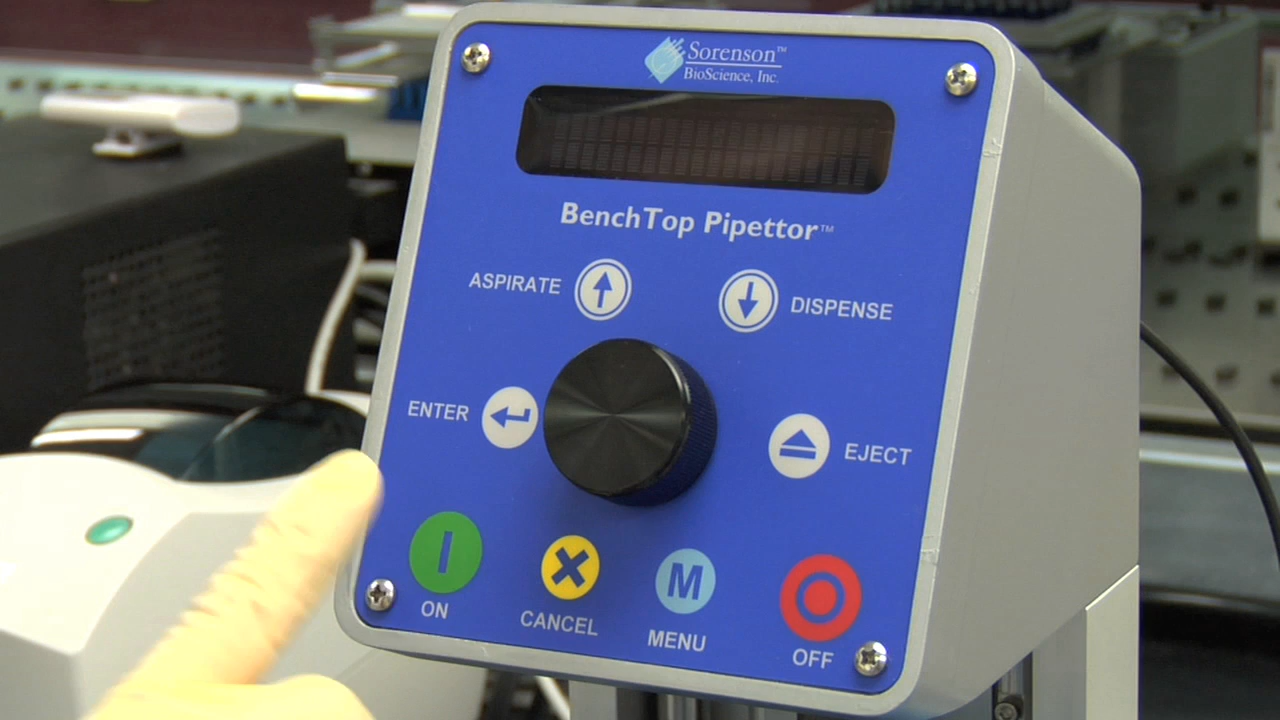 Sorenson™
BioScience, Inc.
BenchTop Pipettor™
ASPIRATE
DISPENSE
ENTER
EJECT
ON
CANCEL
M
MENU
OFF